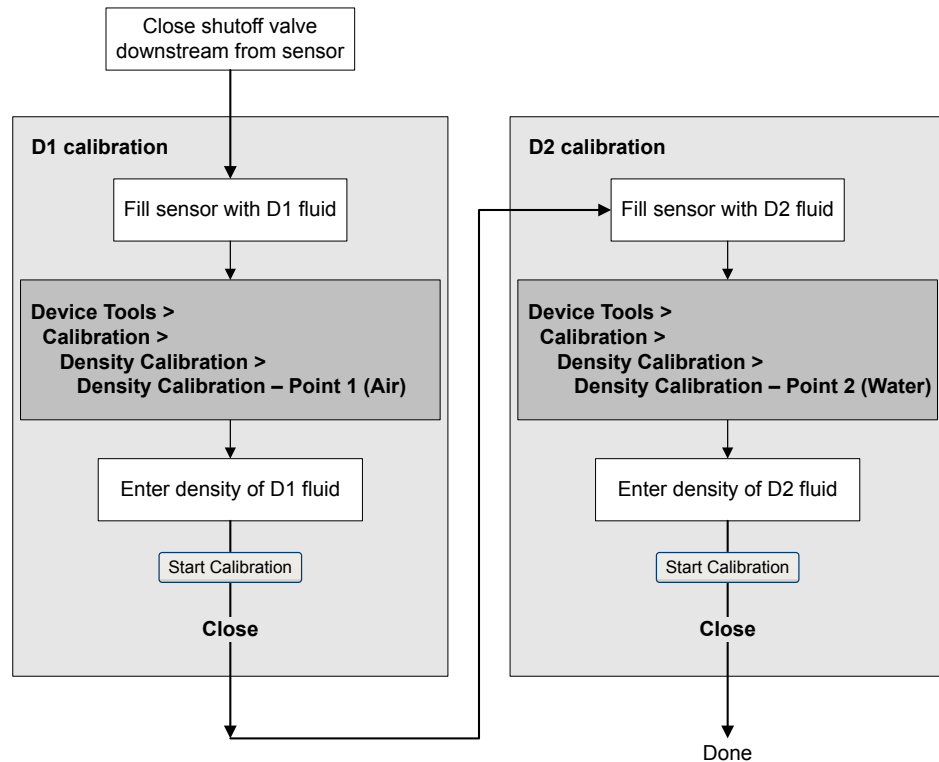 Close shutoff valve
downstream from sensor
D1 calibration
Fill sensor with D1 fluid
Device Tools >
Calibration >
Density Calibration >
Density Calibration – Point 1 (Air)
Enter density of D1 fluid
Start Calibration
Close
D2 calibration
Fill sensor with D2 fluid
Device Tools >
Calibration >
Density Calibration >
Density Calibration – Point 2 (Water)
Enter density of D2 fluid
Start Calibration
Close
Done